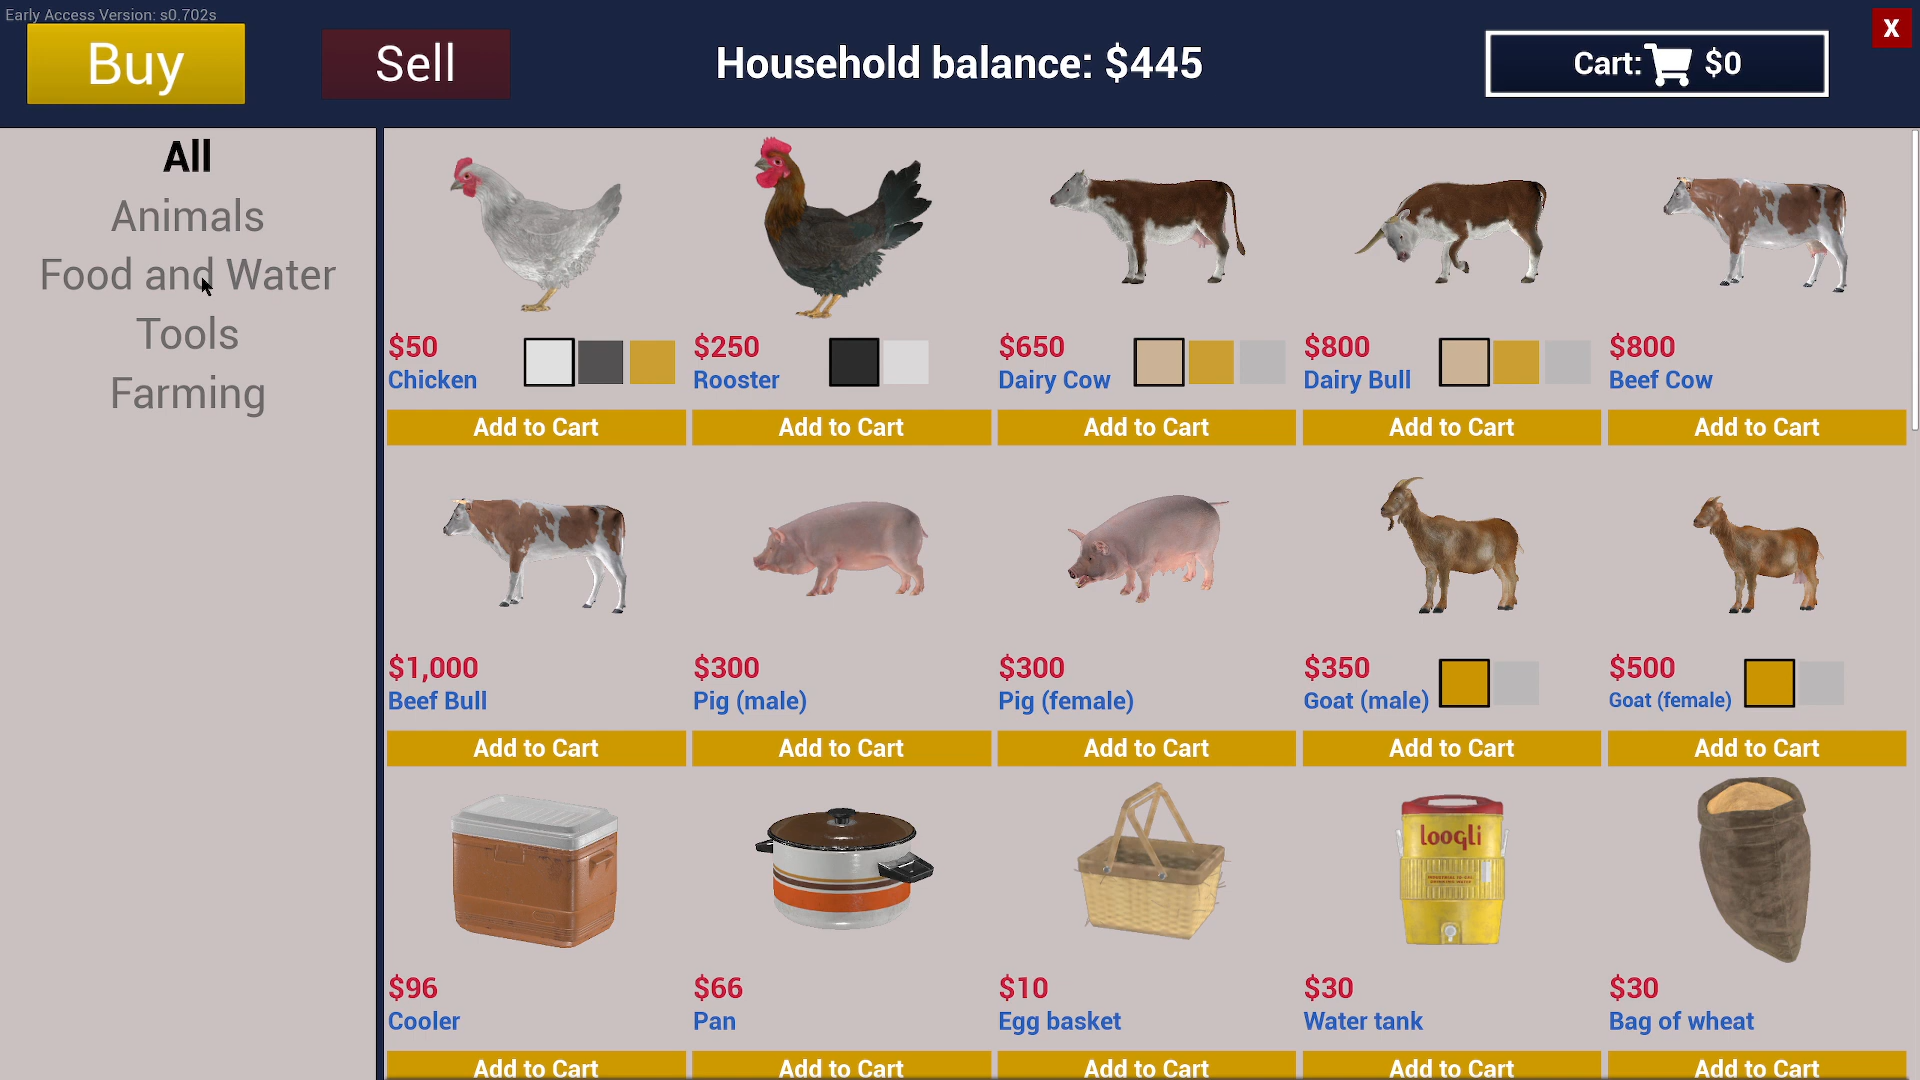 Early Access Version: s0.702s
Buy
Sell
Household balance: $445
Cart: $0
X
All
Animals
Food and Water
Tools
Farming
$50
Chicken
Add to Cart
$250
Rooster
Add to Cart
$650
Dairy Cow
Add to Cart
$800
Dairy Bull
Add to Cart
$800
Beef Cow
Add to Cart
$1,000
Beef Bull
Add to Cart
$300
Pig (male)
Add to Cart
$300
Pig (female)
Add to Cart
$350
Goat (male)
Add to Cart
$500
Goat (female)
Add to Cart
$96
Cooler
Add to Cart
$66
Pan
Add to Cart
$10
Egg basket
Add to Cart
loogli
$30
Water tank
Add to Cart
$30
Bag of wheat
Add to Cart